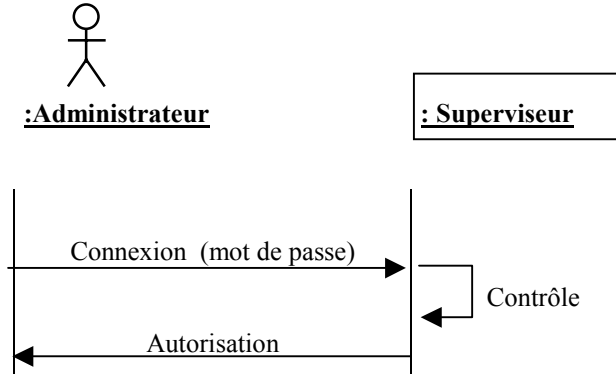 :Administrateur
: Superviseur
Connexion (mot de passe)
Contrôle
Autorisation